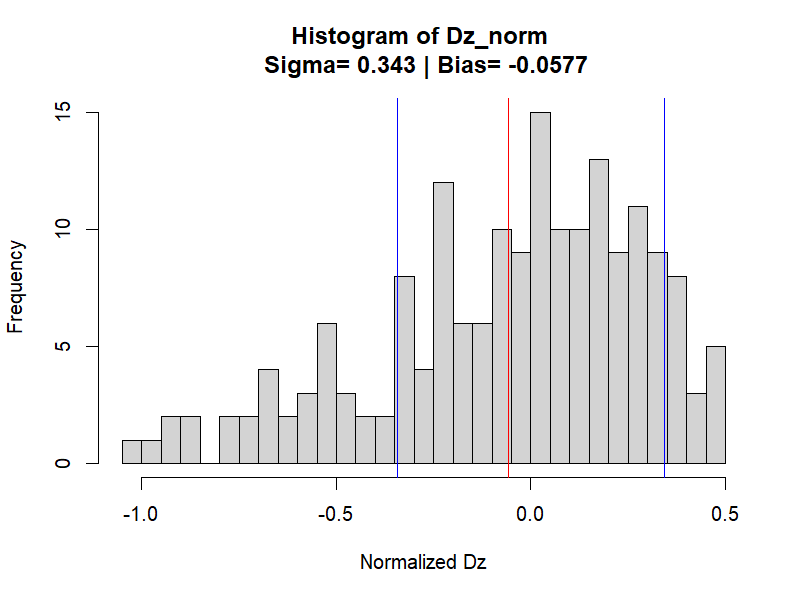 Histogram of Dz_norm
Sigma= 0.343 | Bias= -0.0577
15
10
5
0
Frequency
-1.0 -0.5 0.0 0.5
Normalized Dz